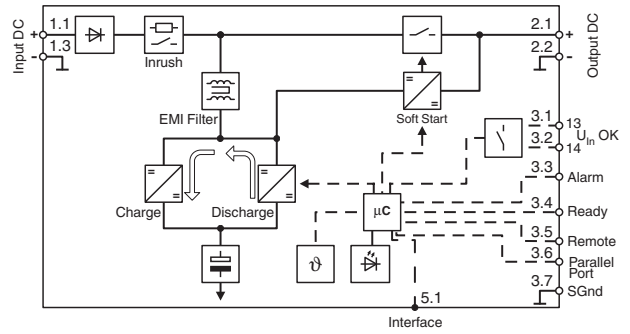 Input DC
+ 1.1
- 1.3
Inrush
2.1 +
2.2 -
Output DC
EMI Filter
Soft Start
Charge
Discharge
µC
ϑ
3.1 13
3.2 14
UIn OK
3.3 Alarm
3.4 Ready
3.5 Remote
3.6 Parallel
Port
3.7 SGnd
5.1
Interface